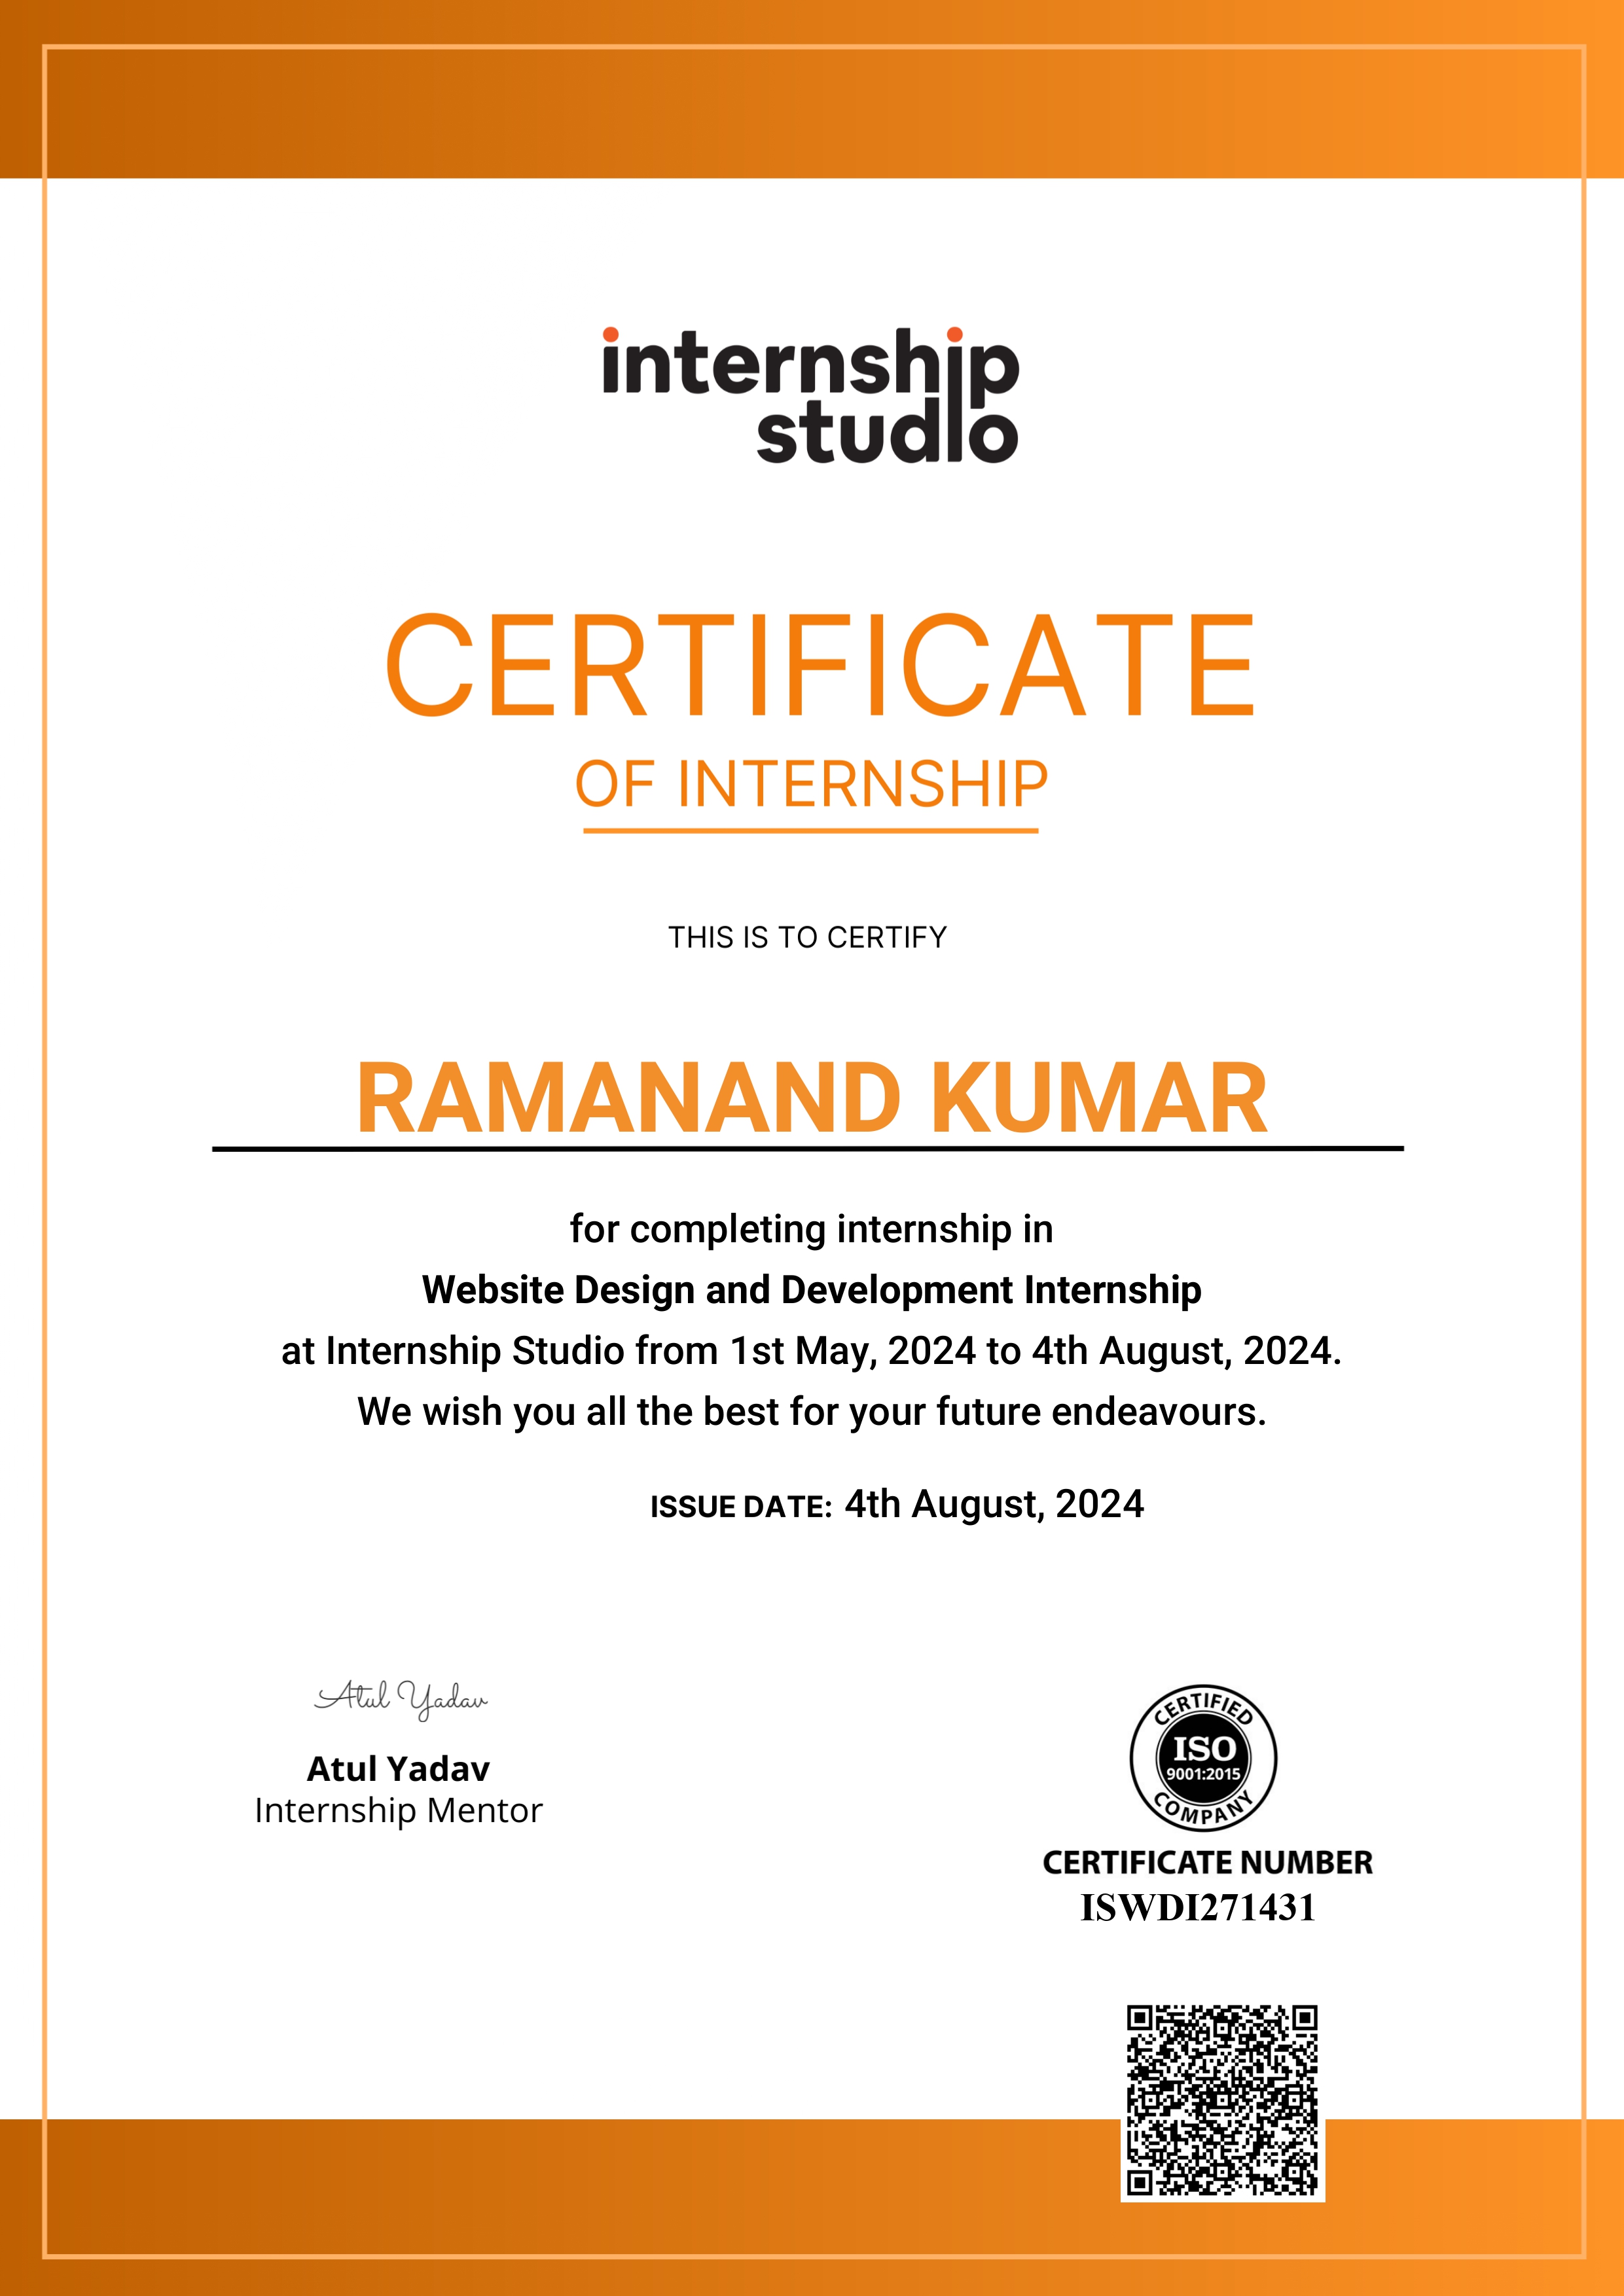 internship
studio
CERTIFICATE
OF INTERNSHIP
THIS IS TO CERTIFY
RAMANAND KUMAR
for completing internship in
Website Design and Development Internship
at Internship Studio from 1st May, 2024 to 4th August, 2024.
We wish you all the best for your future endeavours.
ISSUE DATE: 4th August, 2024
Atul Yadav
Atul Yadav
Internship Mentor
CERTIFIED
ISO
9001:2015
COMPANY
CERTIFICATE NUMBER
ISWDI271431